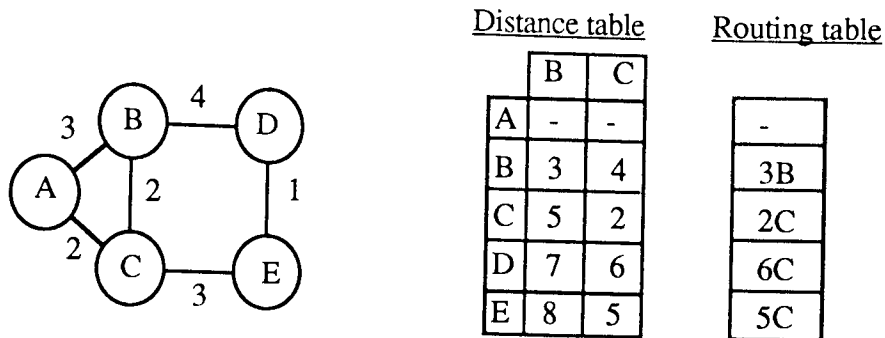 Distance table
Routing table
B C
A - - -
B 3 4 3B
C 5 2 2C
D 7 6 6C
E 8 5 5C
B 4 D
3
A 2 1
2
C E
3